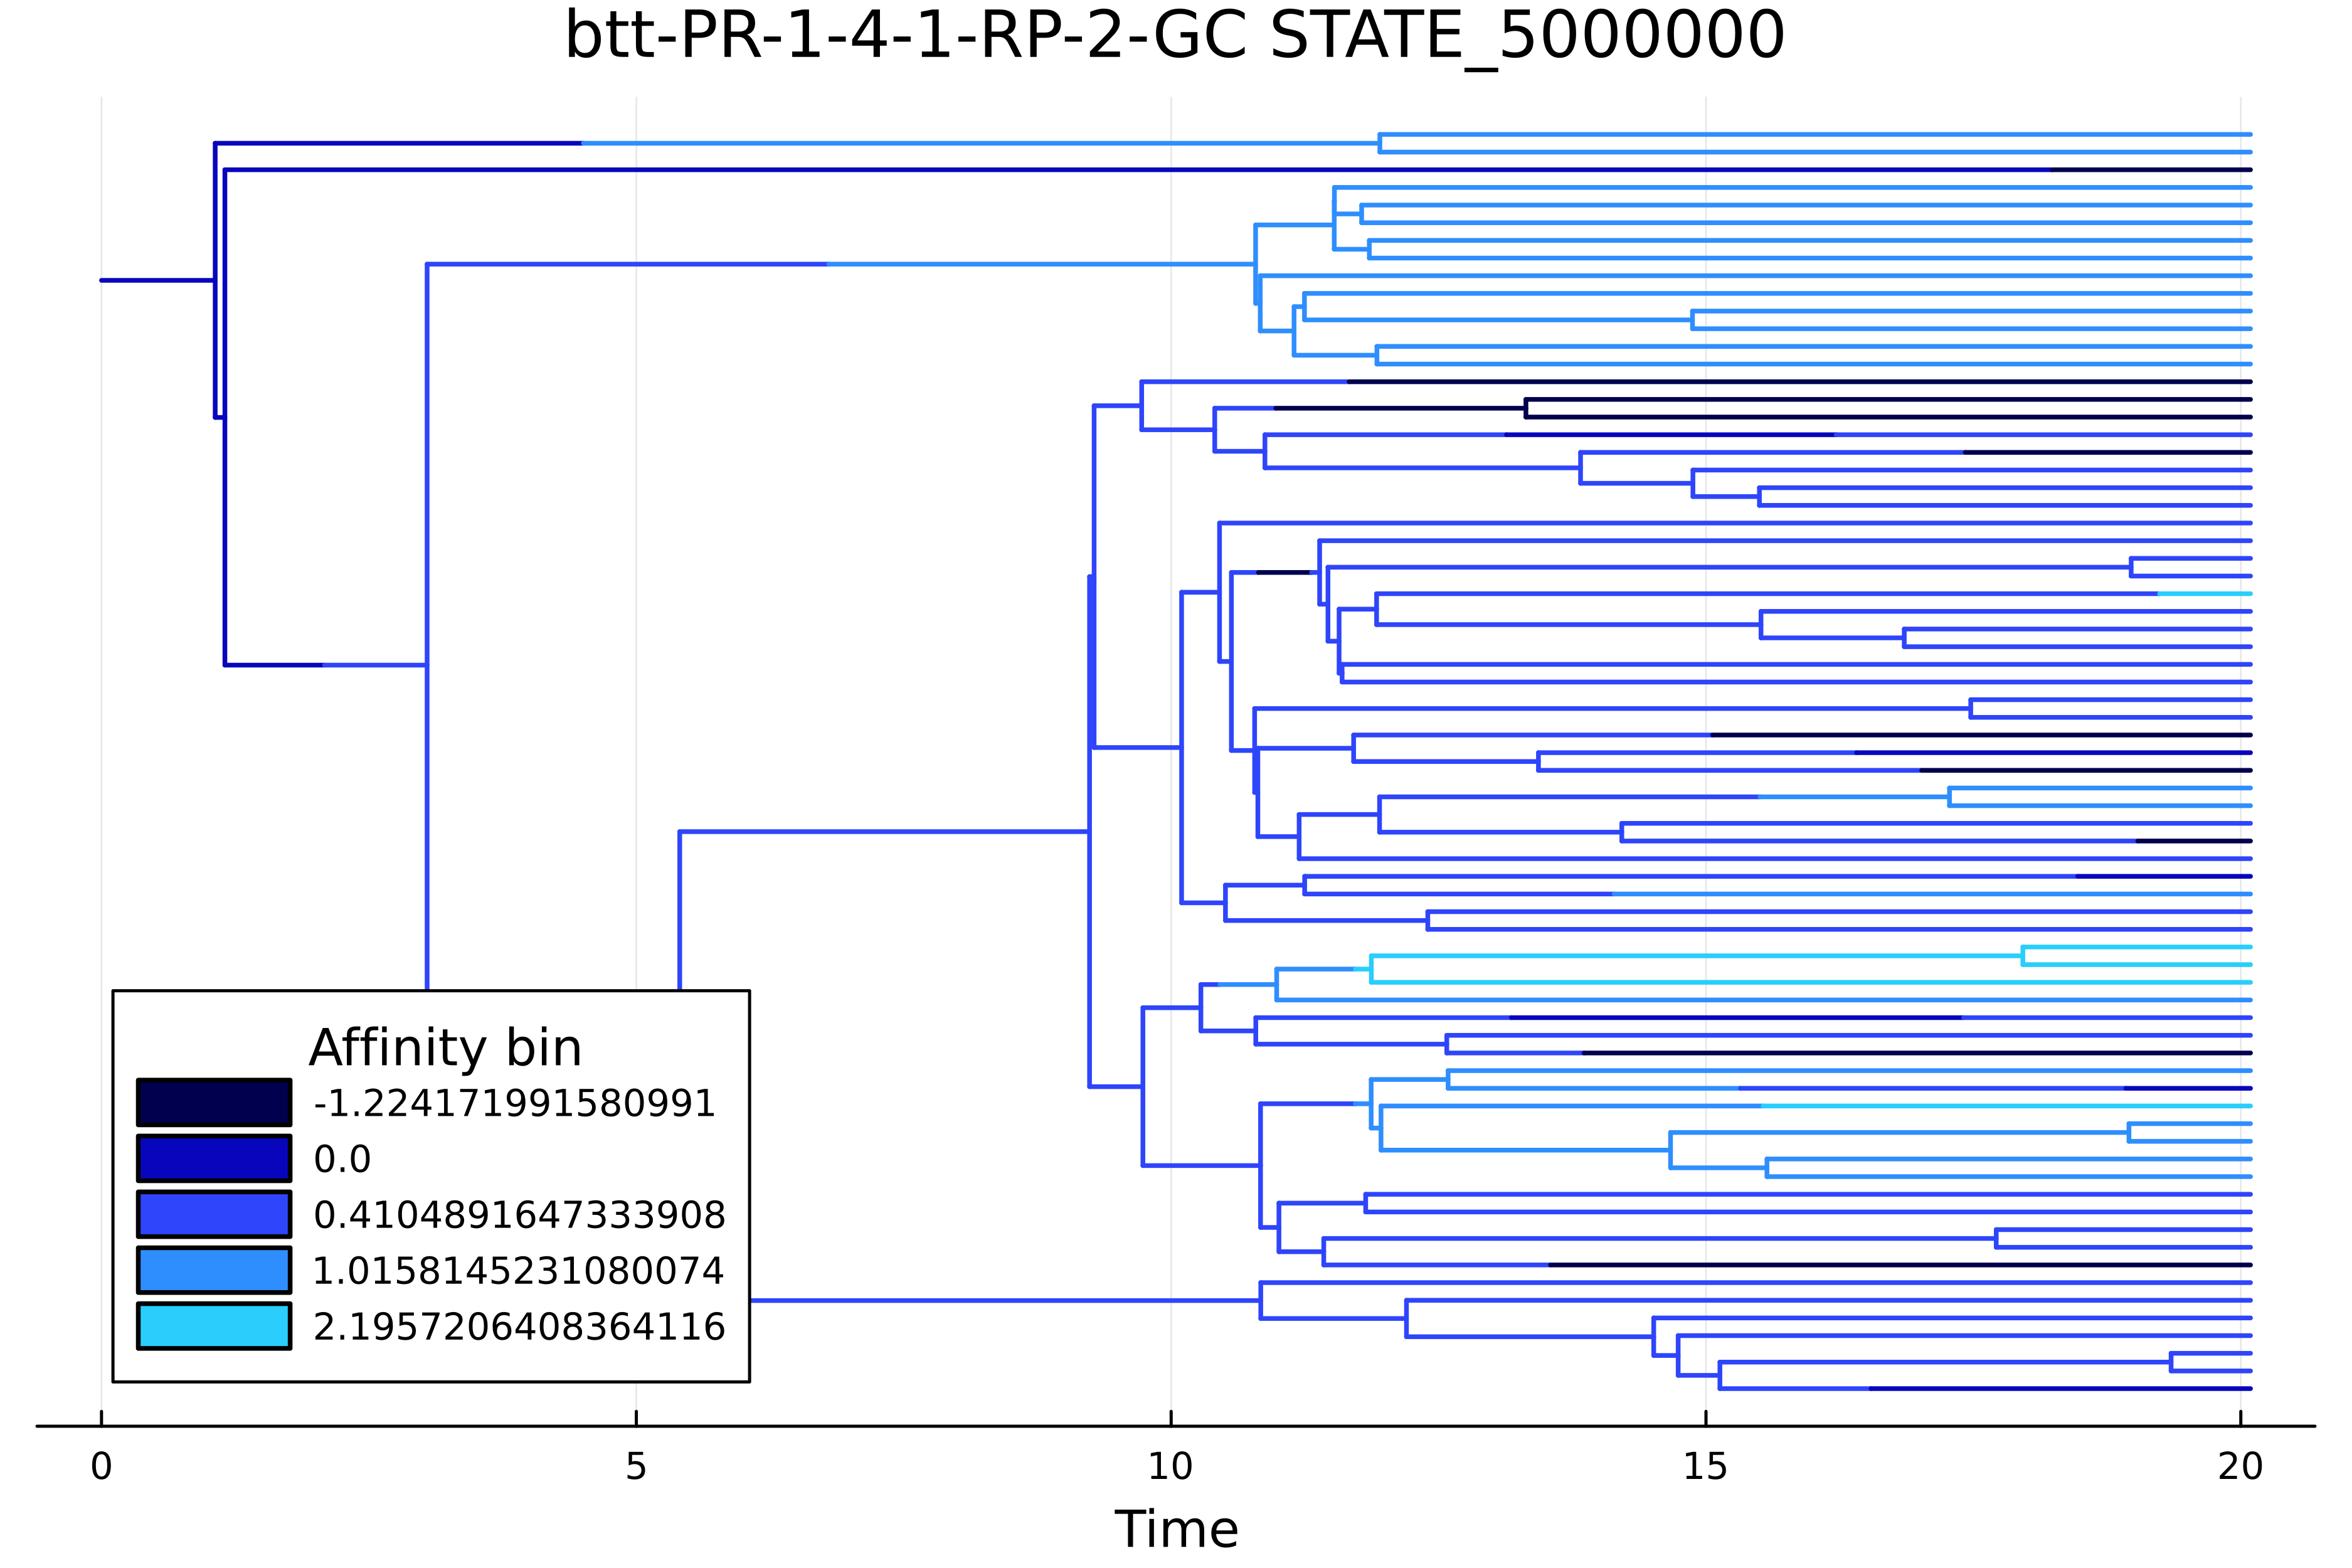 btt-PR-1-4-1-RP-2-GC STATE_5000000
Affinity bin
-1.224171991580991
0.0
0.4104891647333908
1.0158145231080074
2.1957206408364116
0 5 10 15 20
Time